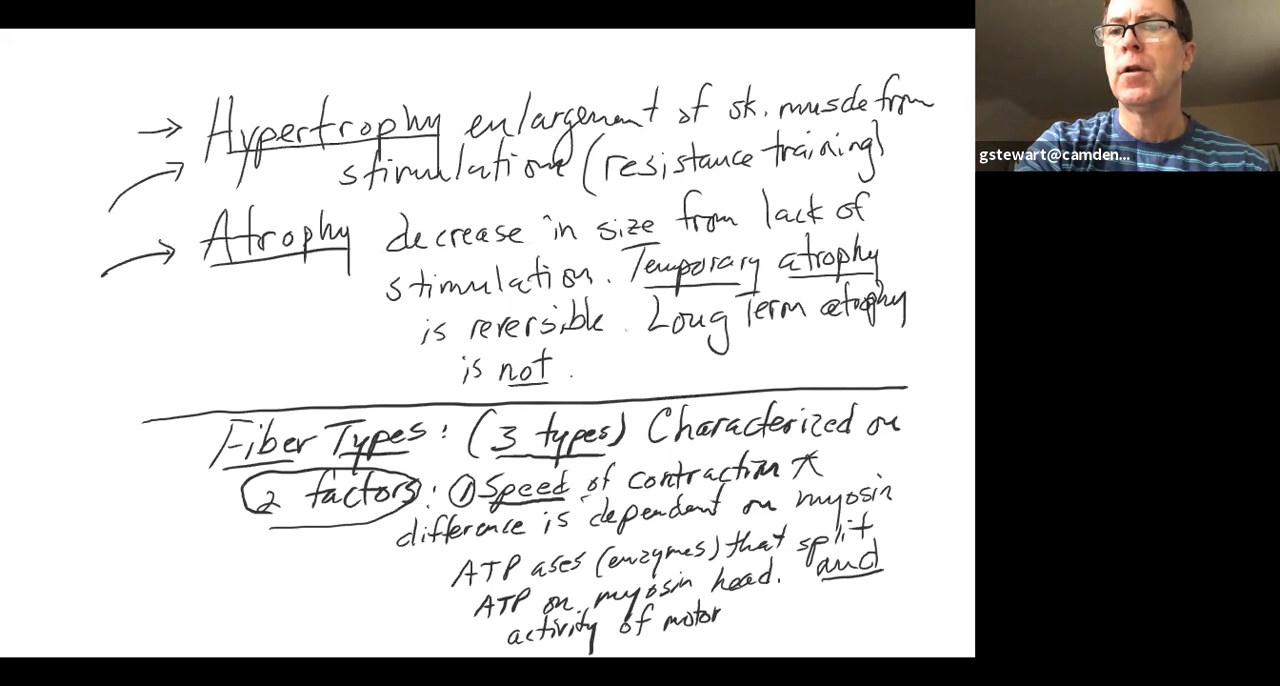 → Hypertrophy enlargement of sk. muscle from
stimulation (resistance training)
→ Atrophy decrease in size from lack of
stimulation. Temporary atrophy
is reversible. Long Term atrophy
is not.
Fiber Types: (3 types) Characterized on
2 factors: ① Speed of contraction *
difference is dependent on myosin
ATP ases (enzymes) that split
ATP on myosin head. and
activity of motor
gstewart@camden...